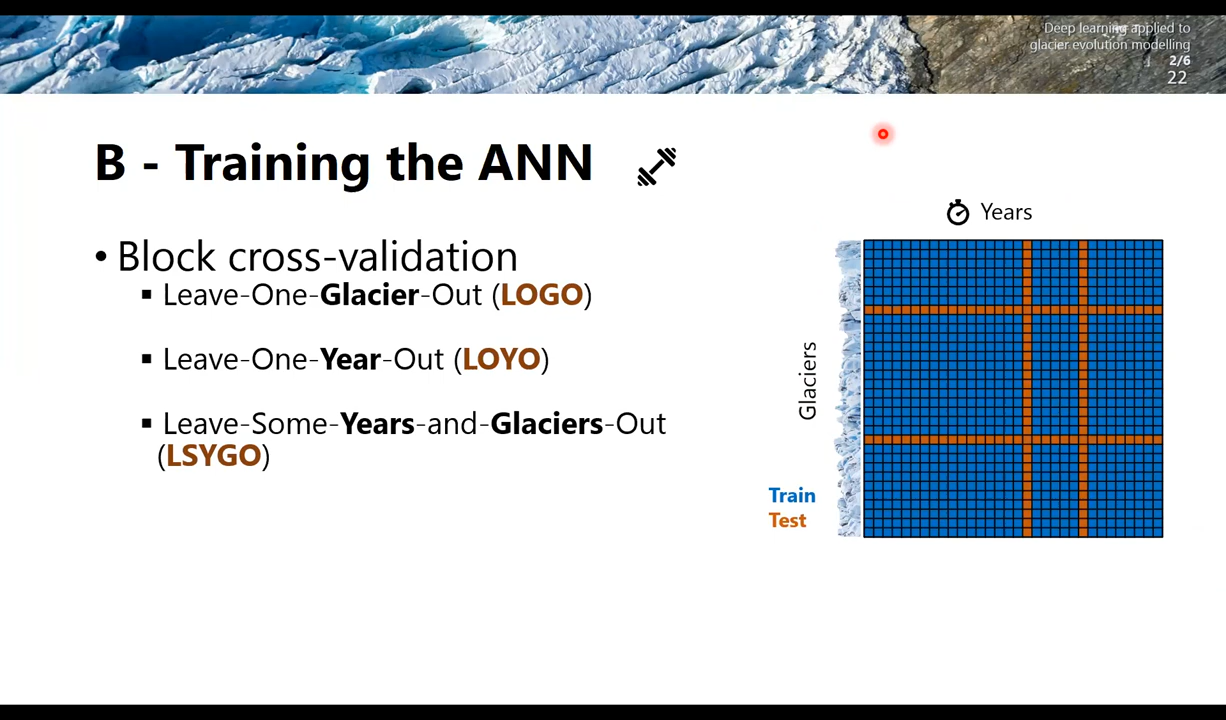 Deep learning applied to
glacier evolution modelling
2/6
22
B - Training the ANN
• Block cross-validation
▪ Leave-One-Glacier-Out (LOGO)
▪ Leave-One-Year-Out (LOYO)
▪ Leave-Some-Years-and-Glaciers-Out
(LSYGO)
Years
Glaciers
Train
Test